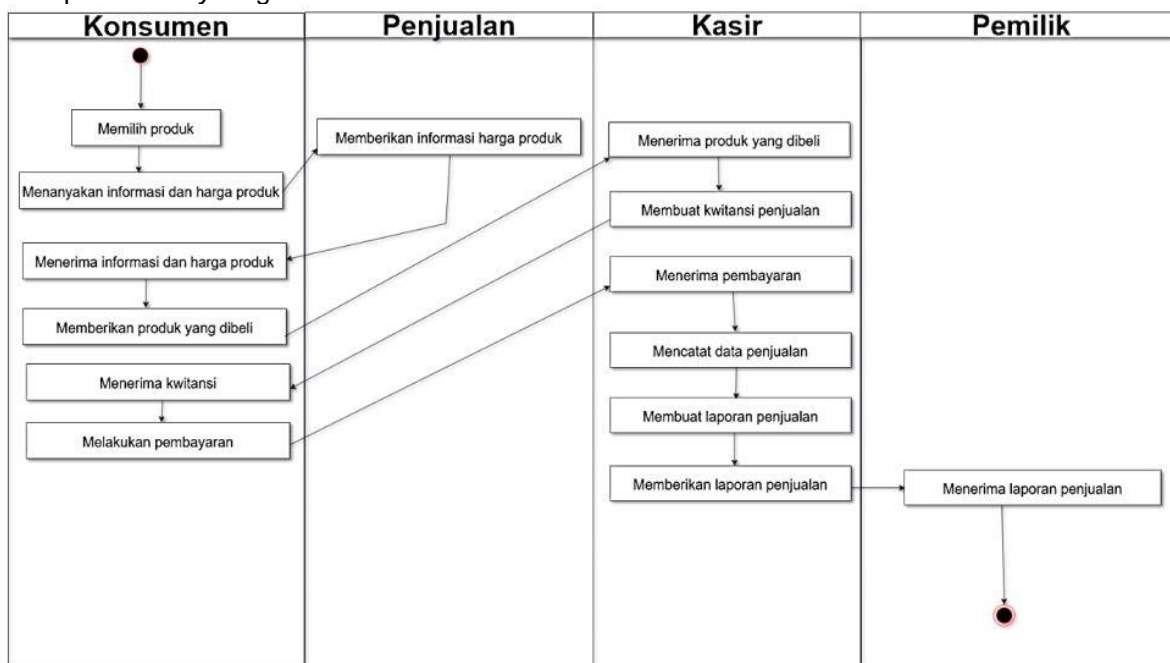 Konsumen
Penjualan
Kasir
Pemilik
Memilih produk
Menanyakan informasi dan harga produk
Memberikan informasi harga produk
Menerima informasi dan harga produk
Memberikan produk yang dibeli
Menerima produk yang dibeli
Membuat kwitansi penjualan
Menerima kwitansi
Melakukan pembayaran
Menerima pembayaran
Mencatat data penjualan
Membuat laporan penjualan
Memberikan laporan penjualan
Menerima laporan penjualan